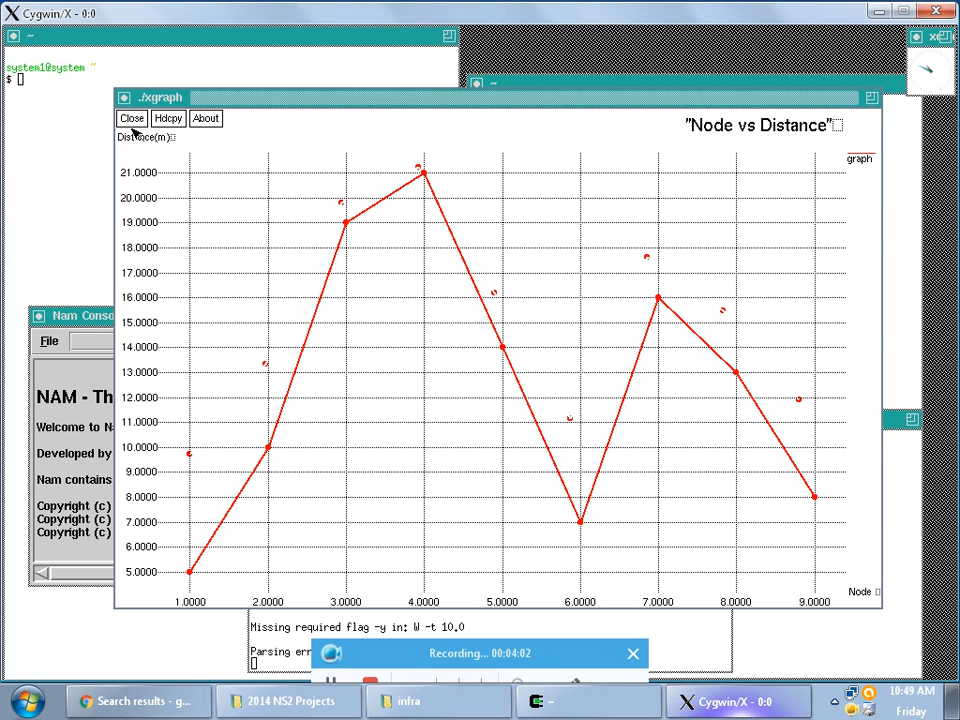 Cygwin/X - 0:0
~
xc
system1@system ~
$
~
./xgraph
Close Hdcpy About
"Node vs Distance"
Distance(m)
graph
21.0000
20.0000
19.0000
18.0000
17.0000
16.0000
15.0000
14.0000
13.0000
12.0000
11.0000
10.0000
9.0000
8.0000
7.0000
6.0000
5.0000
1.0000 2.0000 3.0000 4.0000 5.0000 6.0000 7.0000 8.0000 9.0000
Node
Nam Conso
File
NAM - Th
Welcome to N
Developed by
Nam contains
Copyright (c)
Copyright (c)
Copyright (c)
Missing required flag -y in: W -t 10.0
Parsing err
Recording... 00:04:02
Search results - g...
2014 NS2 Projects
infra
~
Cygwin/X - 0:0
10:49 AM
Friday